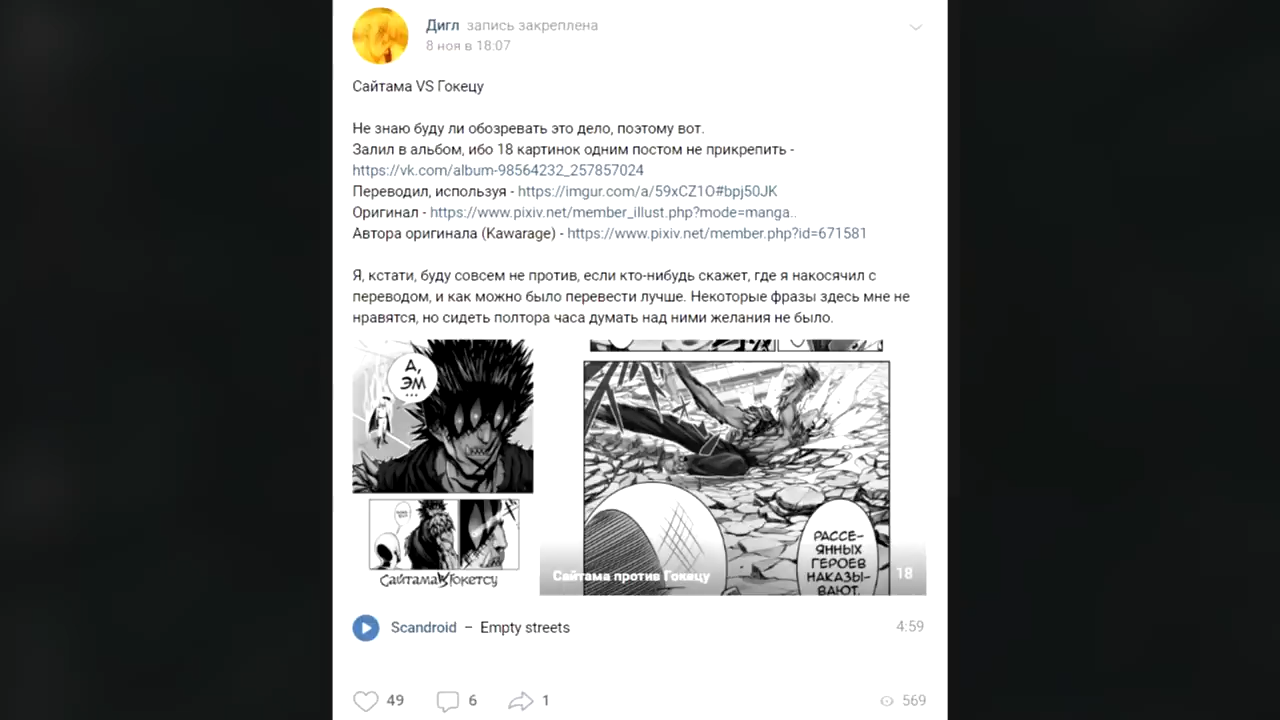 Дигл запись закреплена
8 ноя в 18:07
Сайтама VS Гокецу
Не знаю буду ли обозревать это дело, поэтому вот.
Залил в альбом, ибо 18 картинок одним постом не прикрепить -
https://vk.com/album-98564232_257857024
Переводил, используя - https://imgur.com/a/59xCZ1O#bpj50JK
Оригинал - https://www.pixiv.net/member_illust.php?mode=manga..
Автора оригинала (Kawarage) - https://www.pixiv.net/member.php?id=671581
Я, кстати, буду совсем не против, если кто-нибудь скажет, где я накосячил с
переводом, и как можно было перевести лучше. Некоторые фразы здесь мне не
нравятся, но сидеть полтора часа думать над ними желания не было.
А,
ЭМ
...
Сайтама VS Гокетсу
РАССЕ-
ЯННЫХ
ГЕРОЕВ
НАКАЗЫ-
ВАЮТ.
Сайтама против Гокецу 18
Scandroid – Empty streets 4:59
49 6 1 569